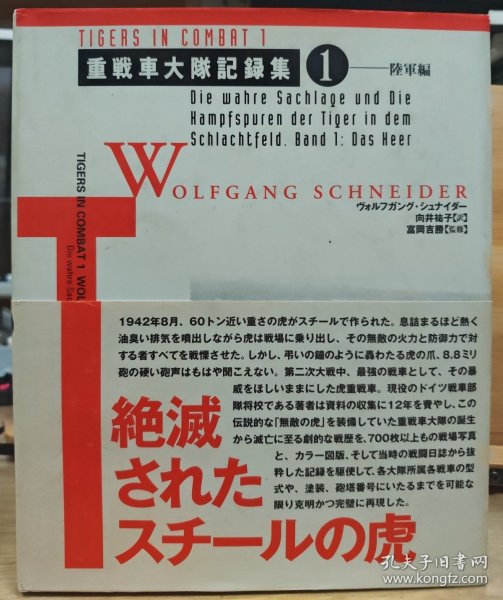 TIGERS IN COMBAT 1
重戦車大隊記録集 1 ——陸軍編
Die wahre Sachlage und Die
Kampfspuren der Tiger in dem
Schlachtfeld. Band 1: Das Heer
WOLFGANG SCHNEIDER
ヴォルフガング・シュナイダー
向井祐子【訳】
富岡吉勝【監修】
TIGERS IN COMBAT 1 WOL
Die wahre Sac
1942年8月、60トン近い重さの虎がスチールで作られた。息詰まるほど熱く
油臭い排気を噴出しながら虎は戦場に乗り出し、その無敵の火力と防御力で対
する者すべてを戦慄させた。しかし、弔いの鐘のように轟わたる虎の爪、8.8ミリ
砲の硬い砲声はもはや聞こえない。第二次大戦中、最強の戦車として、その暴
威をほしいままにした虎重戦車。現役のドイツ戦車部
隊将校である著者は資料の収集に12年を費やし、この
伝説的な「無敵の虎」を装備していた重戦車大隊の誕生
から滅亡に至る劇的な戦歴を、700枚以上もの戦場写真
と、カラー図版、そして当時の戦闘日誌から抜
粋した記録を駆使して、各大隊所属各戦車の型
式や、塗装、砲塔番号にいたるまでを可能な
限り克明かつ完璧に再現した。
絶滅
された
スチールの虎
孔夫子旧书网
www.kongfz.com